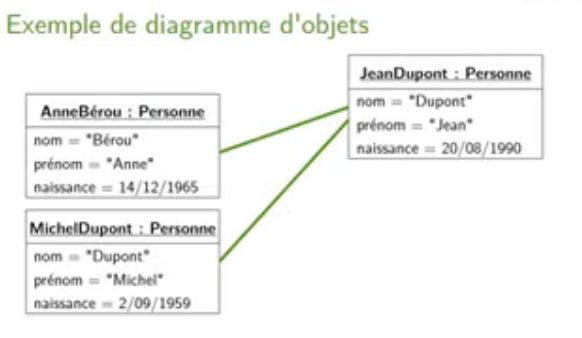 Exemple de diagramme d'objets
JeanDupont : Personne
nom = "Dupont"
prénom = "Jean"
naissance = 20/08/1990
AnneBérou : Personne
nom = "Bérou"
prénom = "Anne"
naissance = 14/12/1965
MichelDupont : Personne
nom = "Dupont"
prénom = "Michel"
naissance = 2/09/1959